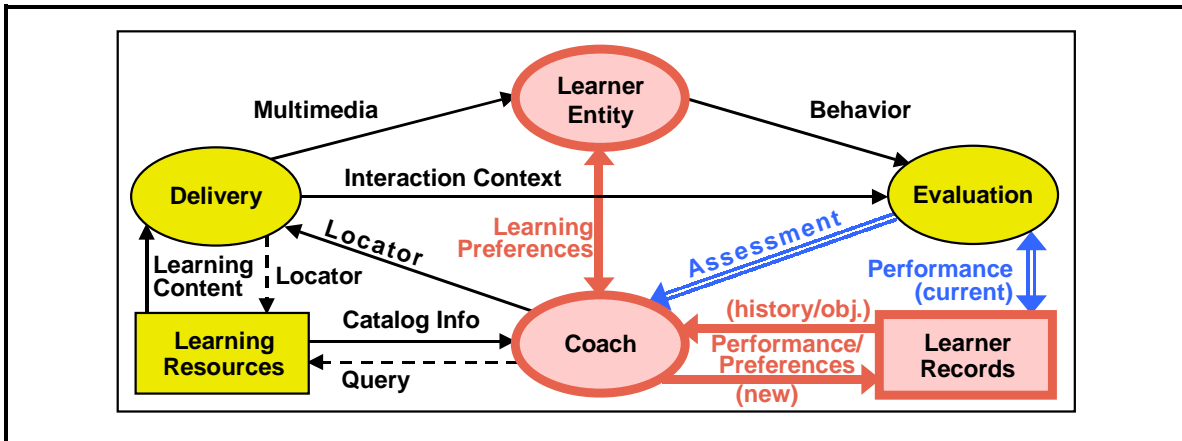 Learner
Entity
Multimedia
Behavior
Delivery
Interaction Context
Evaluation
Locator
Learning
Preferences
Assessment
Learning
Content
Locator
Performance
(current)
Learning
Resources
Catalog Info
Query
Coach
(history/obj.)
Performance/
Preferences
(new)
Learner
Records